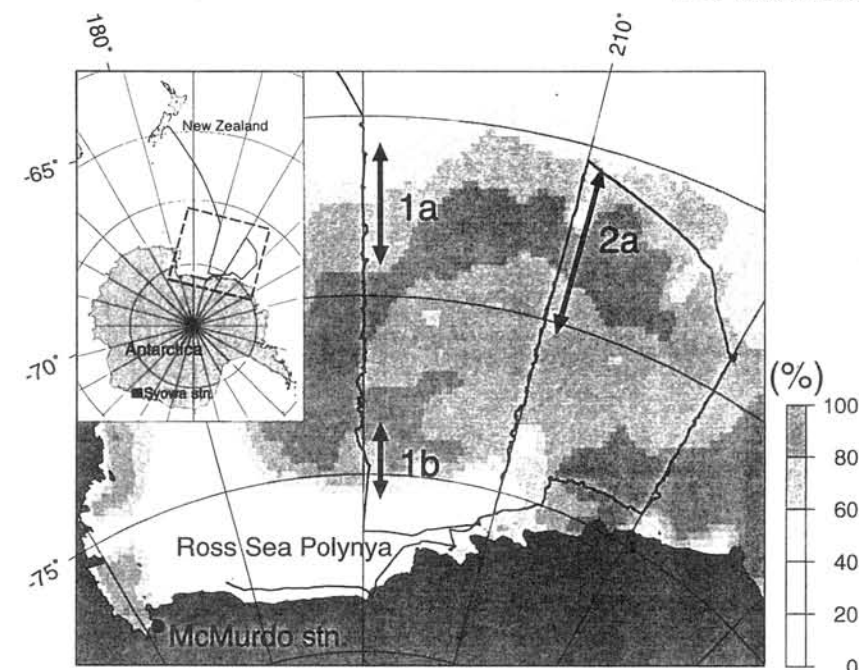 180°
210°
New Zealand
-65°
1a
2a
-70°
Antarctica
Syowa stn.
(%)
100
80
1b
60
Ross Sea Polynya
40
-75°
20
McMurdo stn.
0